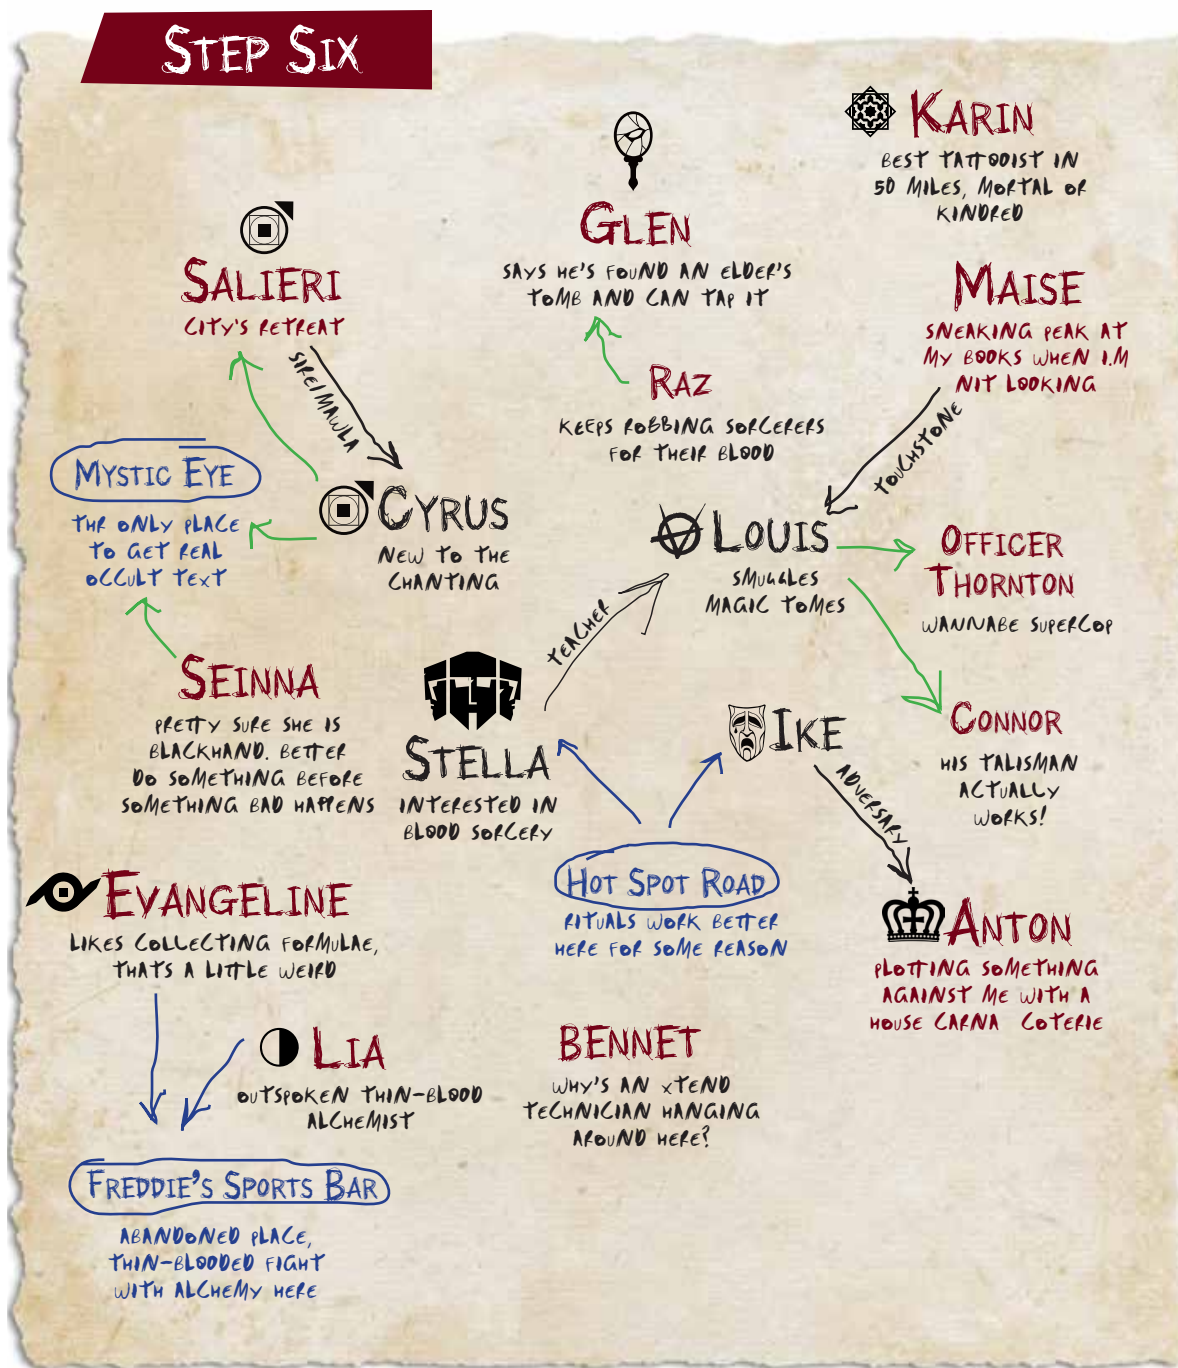 STEP SIX
KARIN
BEST TATTOOIST IN
50 MILES, MORTAL OR
KINDRED
GLEN
SAYS HE'S FOUND AN ELDER'S
TOMB AND CAN TAP IT
SALIERI
CITY'S RETREAT
MAISE
SNEAKING PEAK AT
MY BOOKS WHEN I.M
NIT LOOKING
SIRE/MAWLA
RAZ
KEEPS ROBBING SORCERERS
FOR THEIR BLOOD
TOUCHSTONE
MYSTIC EYE
THR ONLY PLACE
TO GET REAL
OCCULT TEXT
CYRUS
NEW TO THE
CHANTING
LOUIS
SMUGGLES
MAGIC TOMES
OFFICER
THORNTON
WANNABE SUPERCOP
TEACHER
SEINNA
PRETTY SURE SHE IS
BLACKHAND. BETTER
DO SOMETHING BEFORE
SOMETHING BAD HAPPENS
STELLA
INTERESTED IN
BLOOD SORCERY
IKE
ADVERSARY
CONNOR
HIS TALISMAN
ACTUALLY
WORKS!
HOT SPOT ROAD
RITUALS WORK BETTER
HERE FOR SOME REASON
EVANGELINE
LIKES COLLECTING FORMULAE,
THATS A LITTLE WEIRD
ANTON
PLOTTING SOMETHING
AGAINST ME WITH A
HOUSE CARNA COTERIE
LIA
OUTSPOKEN THIN-BLOOD
ALCHEMIST
BENNET
WHY'S AN XTEND
TECHNICIAN HANGING
AROUND HERE?
FREDDIE'S SPORTS BAR
ABANDONED PLACE,
THIN-BLOODED FIGHT
WITH ALCHEMY HERE